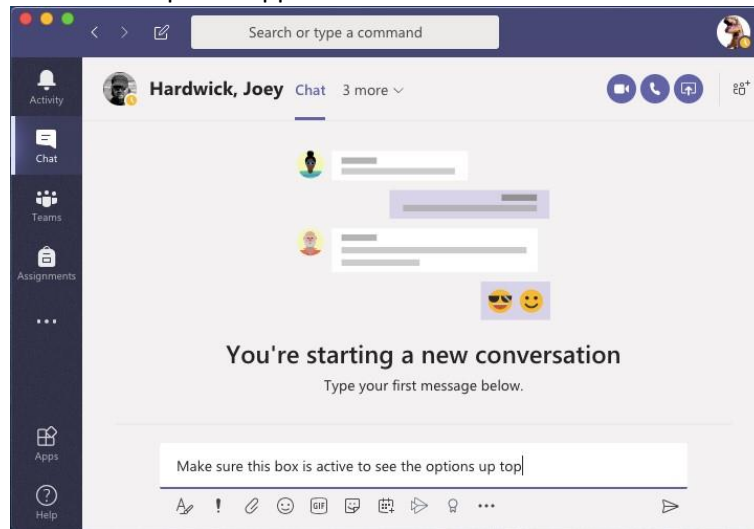 Search or type a command
Activity
Hardwick, Joey Chat 3 more
Chat
Teams
Assignments
You're starting a new conversation
Type your first message below.
Apps
Make sure this box is active to see the options up top
GIF
Help